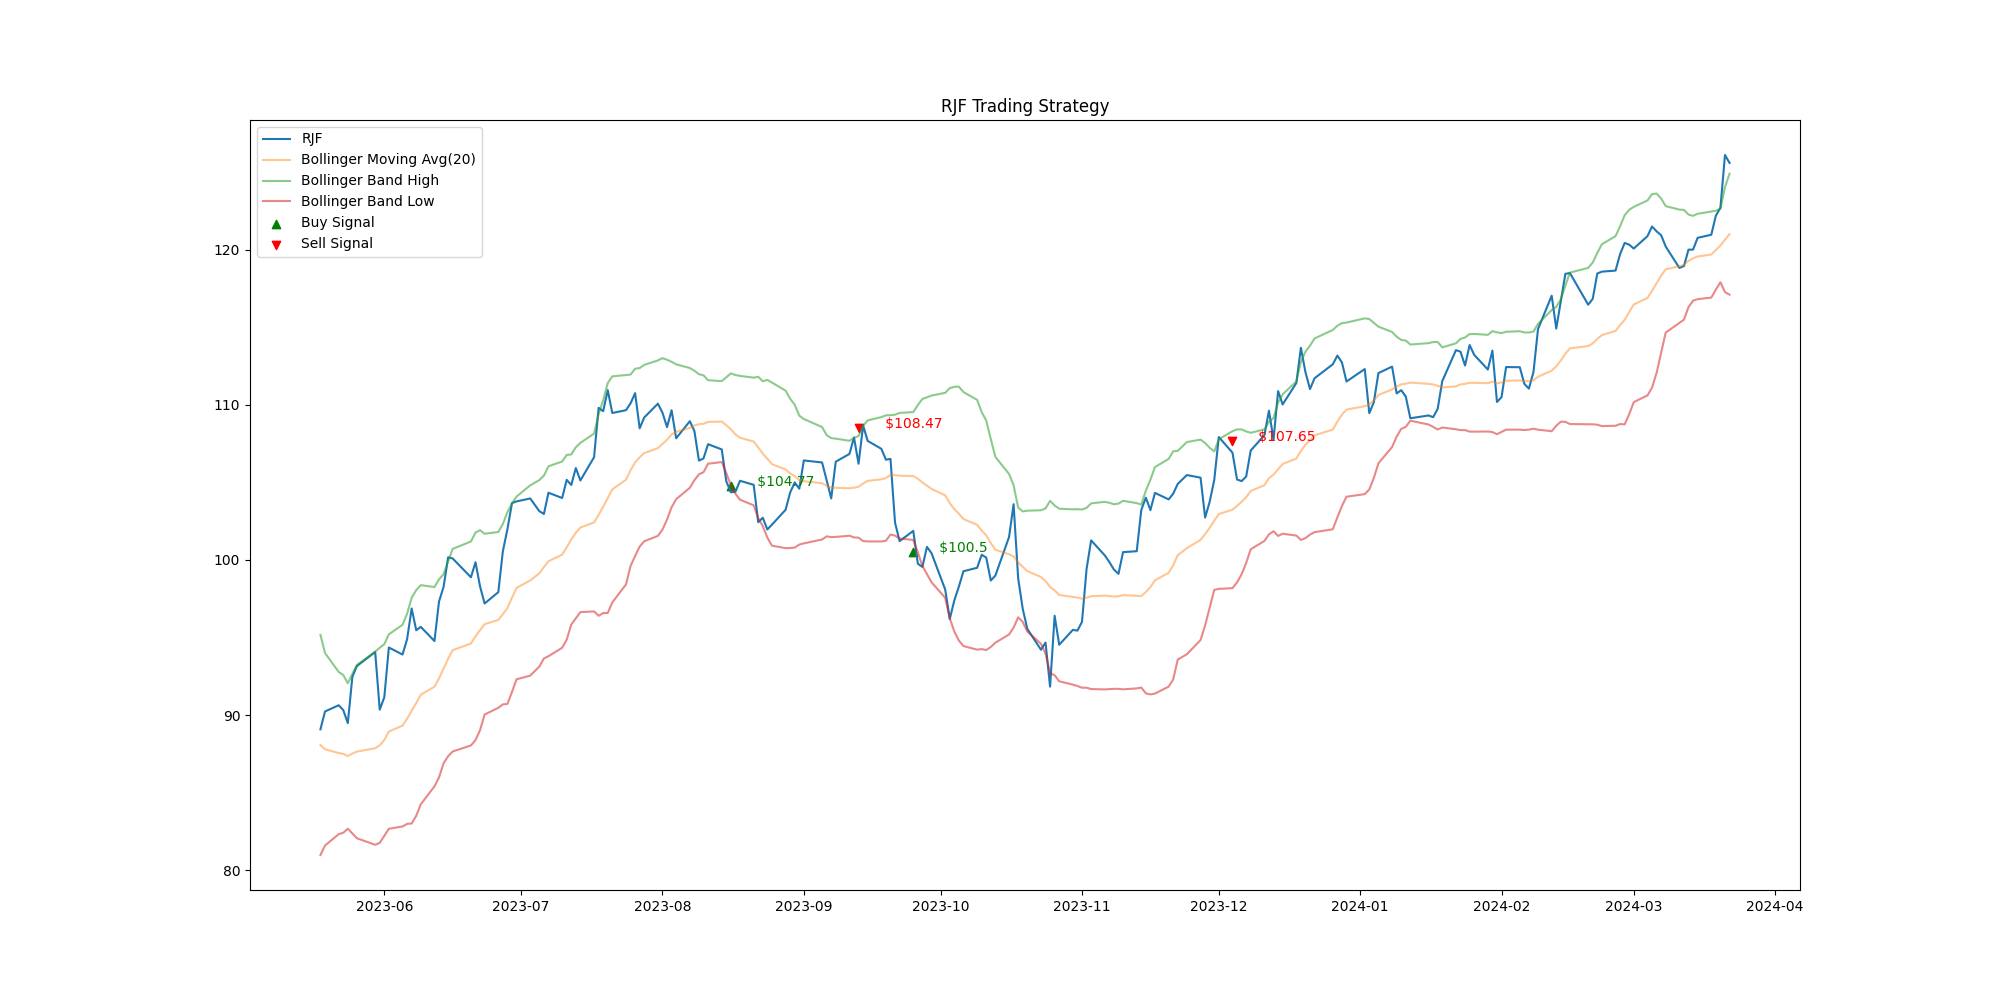 RJF Trading Strategy
RJF
Bollinger Moving Avg(20)
Bollinger Band High
Bollinger Band Low
Buy Signal
Sell Signal
120
110
100
90
80
$104.77
$108.47
$100.5
$107.65
2023-06
2023-07
2023-08
2023-09
2023-10
2023-11
2023-12
2024-01
2024-02
2024-03
2024-04